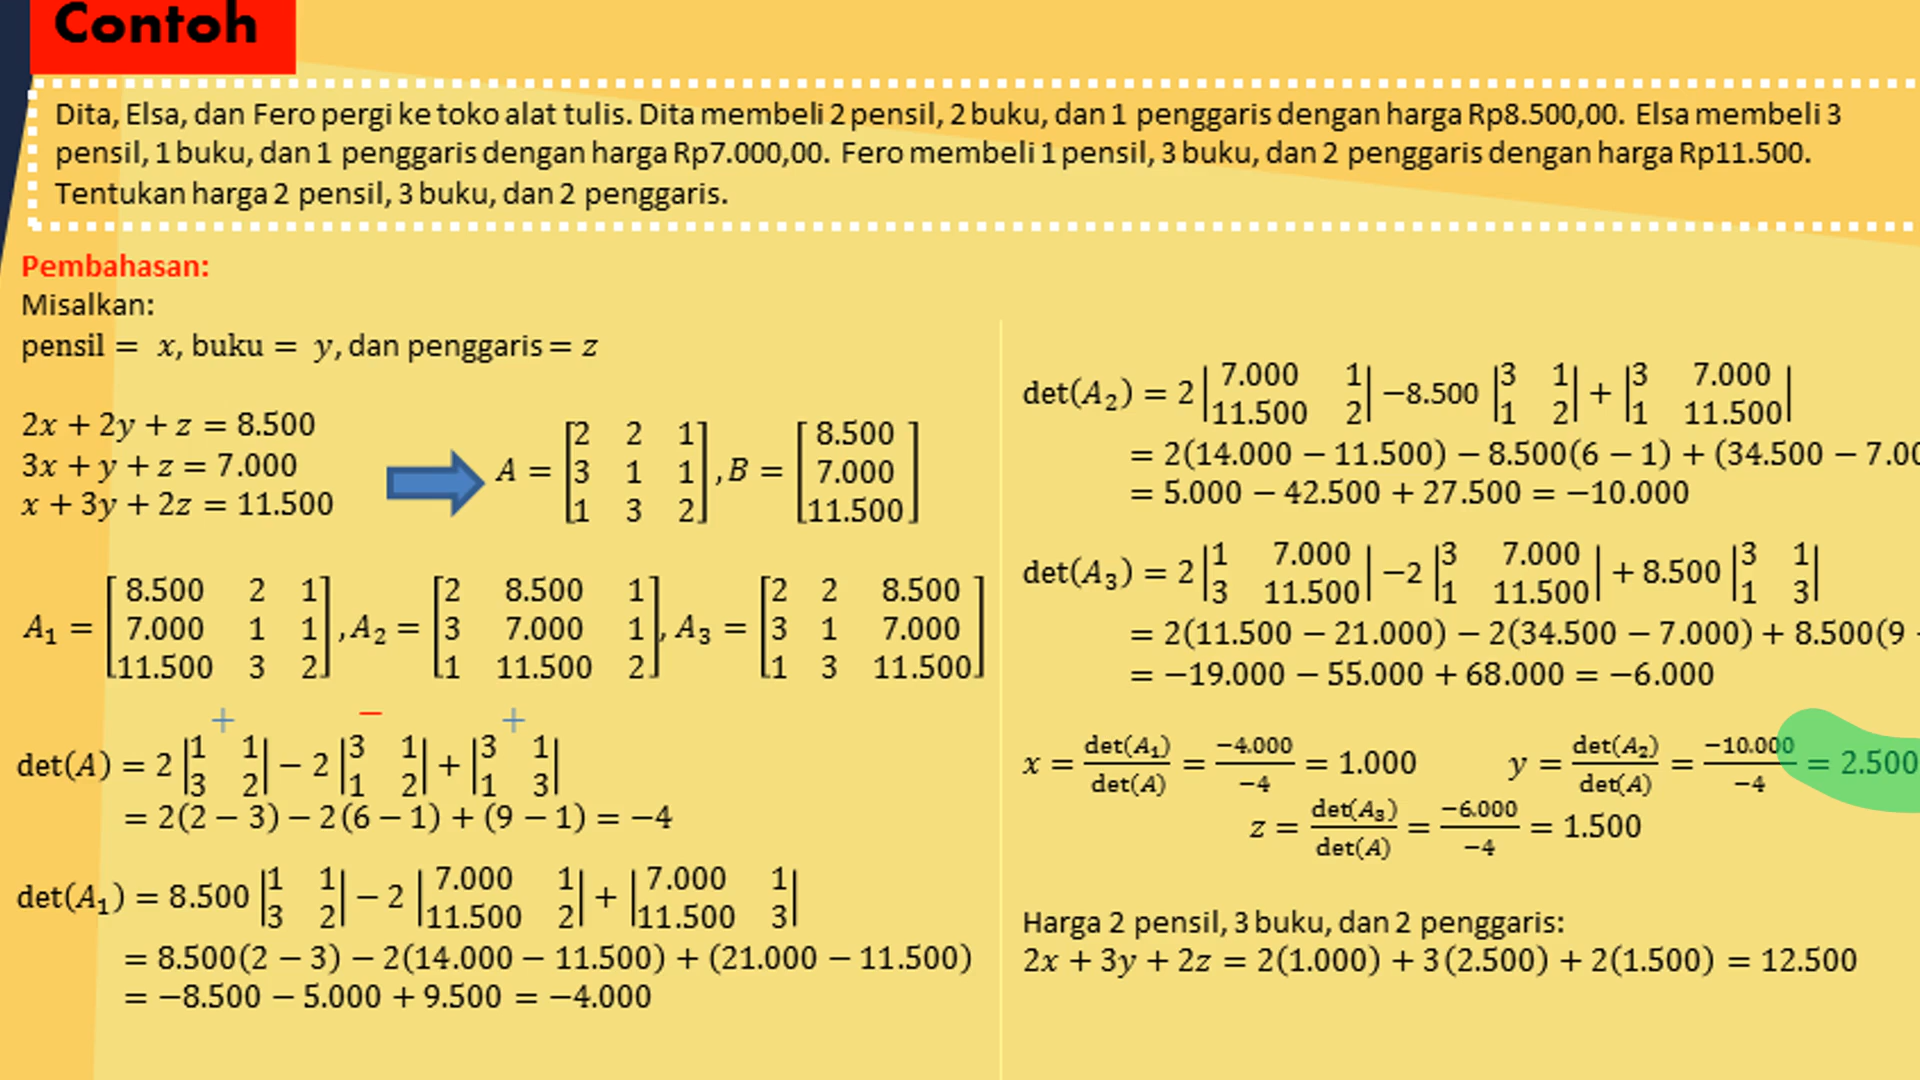 Contoh
Dita, Elsa, dan Fero pergi ke toko alat tulis. Dita membeli 2 pensil, 2 buku, dan 1 penggaris dengan harga Rp8.500,00. Elsa membeli 3
pensil, 1 buku, dan 1 penggaris dengan harga Rp7.000,00. Fero membeli 1 pensil, 3 buku, dan 2 penggaris dengan harga Rp11.500.
Tentukan harga 2 pensil, 3 buku, dan 2 penggaris.
Pembahasan:
Misalkan:
pensil = x, buku = y, dan penggaris = z
2x + 2y + z = 8.500
3x + y + z = 7.000
x + 3y + 2z = 11.500
A = [2 2 1; 3 1 1; 1 3 2], B = [8.500; 7.000; 11.500]
A₁ = [8.500 2 1; 7.000 1 1; 11.500 3 2], A₂ = [2 8.500 1; 3 7.000 1; 1 11.500 2], A₃ = [2 2 8.500; 3 1 7.000; 1 3 11.500]
+ − +
det(A) = 2 |1 1; 3 2| − 2 |3 1; 1 2| + |3 1; 1 3|
= 2(2 − 3) − 2(6 − 1) + (9 − 1) = −4
det(A₁) = 8.500 |1 1; 3 2| − 2 |7.000 1; 11.500 2| + |7.000 1; 11.500 3|
= 8.500(2 − 3) − 2(14.000 − 11.500) + (21.000 − 11.500)
= −8.500 − 5.000 + 9.500 = −4.000
det(A₂) = 2 |7.000 1; 11.500 2| −8.500 |3 1; 1 2| + |3 7.000; 1 11.500|
= 2(14.000 − 11.500) − 8.500(6 − 1) + (34.500 − 7.00
= 5.000 − 42.500 + 27.500 = −10.000
det(A₃) = 2 |1 7.000; 3 11.500| −2 |3 7.000; 1 11.500| + 8.500 |3 1; 1 3|
= 2(11.500 − 21.000) − 2(34.500 − 7.000) + 8.500(9 -
= −19.000 − 55.000 + 68.000 = −6.000
x = det(A₁)/det(A) = −4.000/−4 = 1.000 y = det(A₂)/det(A) = −10.000/−4 = 2.500
z = det(A₃)/det(A) = −6.000/−4 = 1.500
Harga 2 pensil, 3 buku, dan 2 penggaris:
2x + 3y + 2z = 2(1.000) + 3(2.500) + 2(1.500) = 12.500